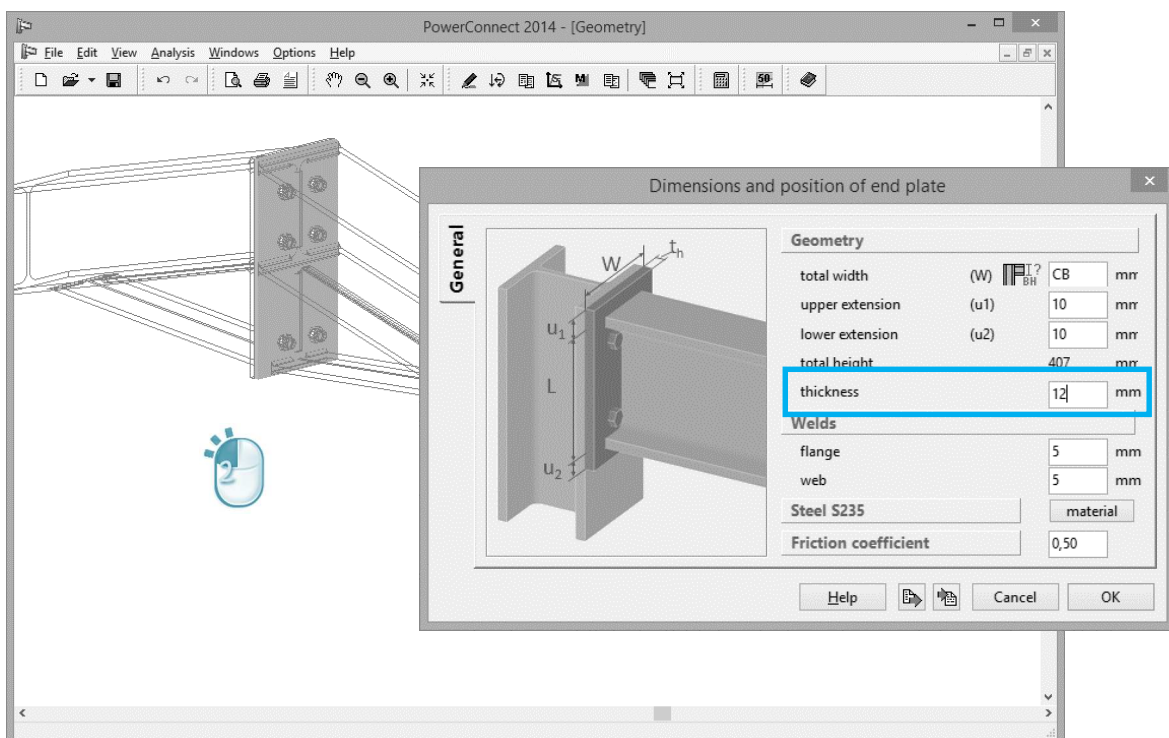 PowerConnect 2014 - [Geometry]
File Edit View Analysis Windows Options Help
50
Dimensions and position of end plate
General
W
th
u1
L
u2
Geometry
total width (W) I? BH CB mm
upper extension (u1) 10 mm
lower extension (u2) 10 mm
total height 407 mm
thickness 12 mm
Welds
flange 5 mm
web 5 mm
Steel S235 material
Friction coefficient 0,50
Help Cancel OK
2